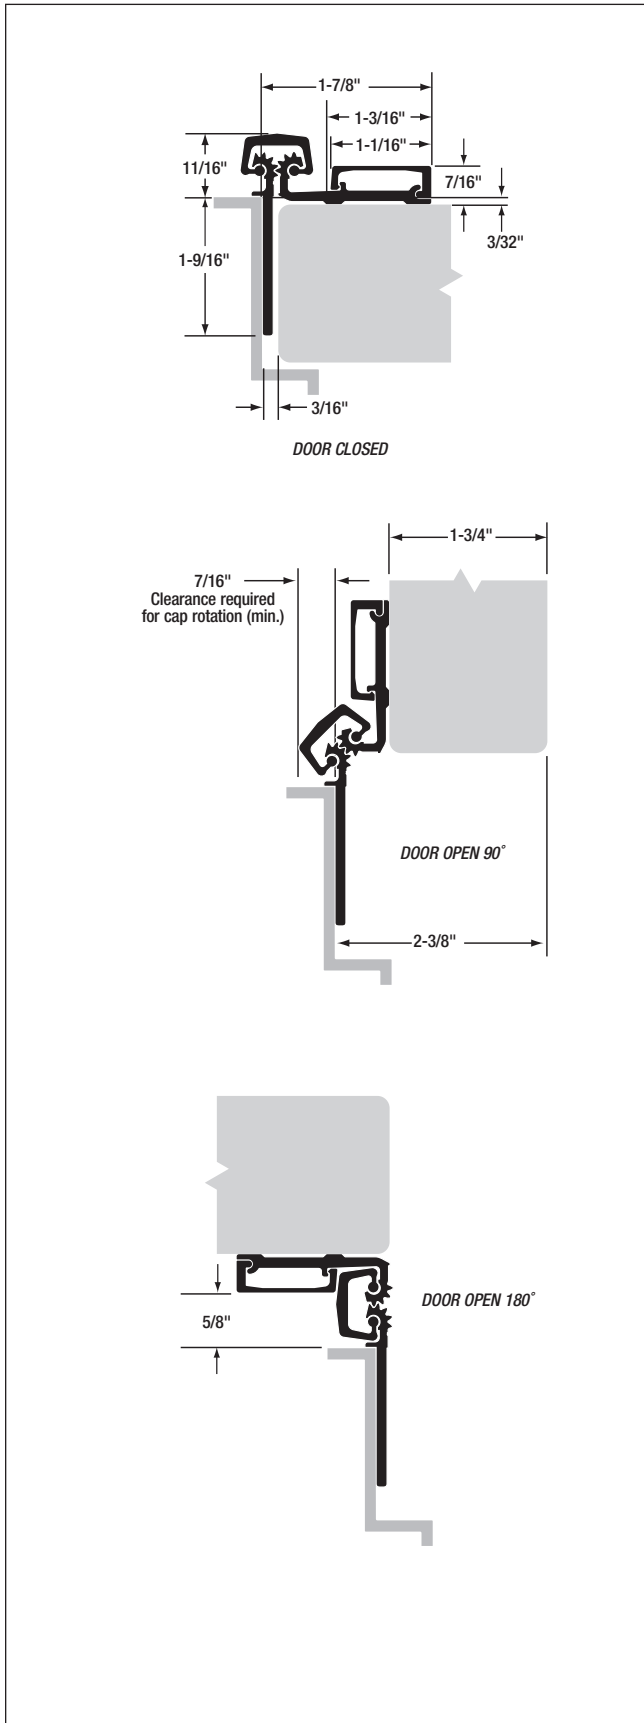 1-7/8"
1-3/16"
1-1/16"
11/16"
7/16"
3/32"
1-9/16"
3/16"
DOOR CLOSED
1-3/4"
7/16"
Clearance required
for cap rotation (min.)
DOOR OPEN 90˚
2-3/8"
DOOR OPEN 180˚
5/8"